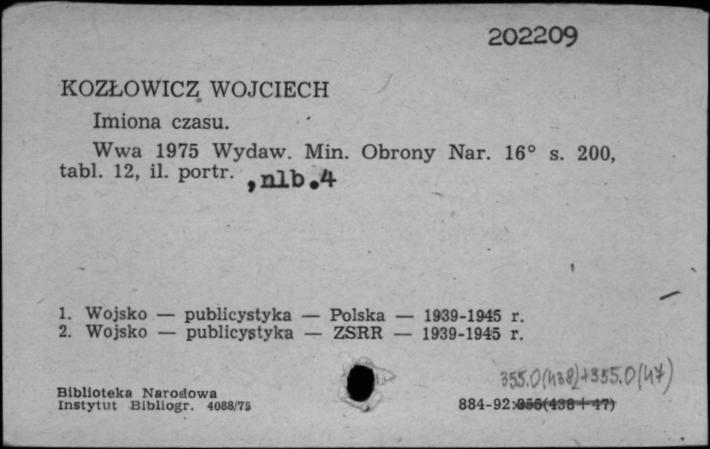 202209
KOZŁOWICZ WOJCIECH
Imiona czasu.
Wwa 1975 Wydaw. Min. Obrony Nar. 16° s. 200,
tabl. 12, il. portr. , nlb.4
1. Wojsko — publicystyka — Polska — 1939-1945 r.
2. Wojsko — publicystyka — ZSRR — 1939-1945 r.
355.0(438)+355.0(47)
Biblioteka Narodowa
Instytut Bibliogr. 4088/75 884-92:355(438+47)